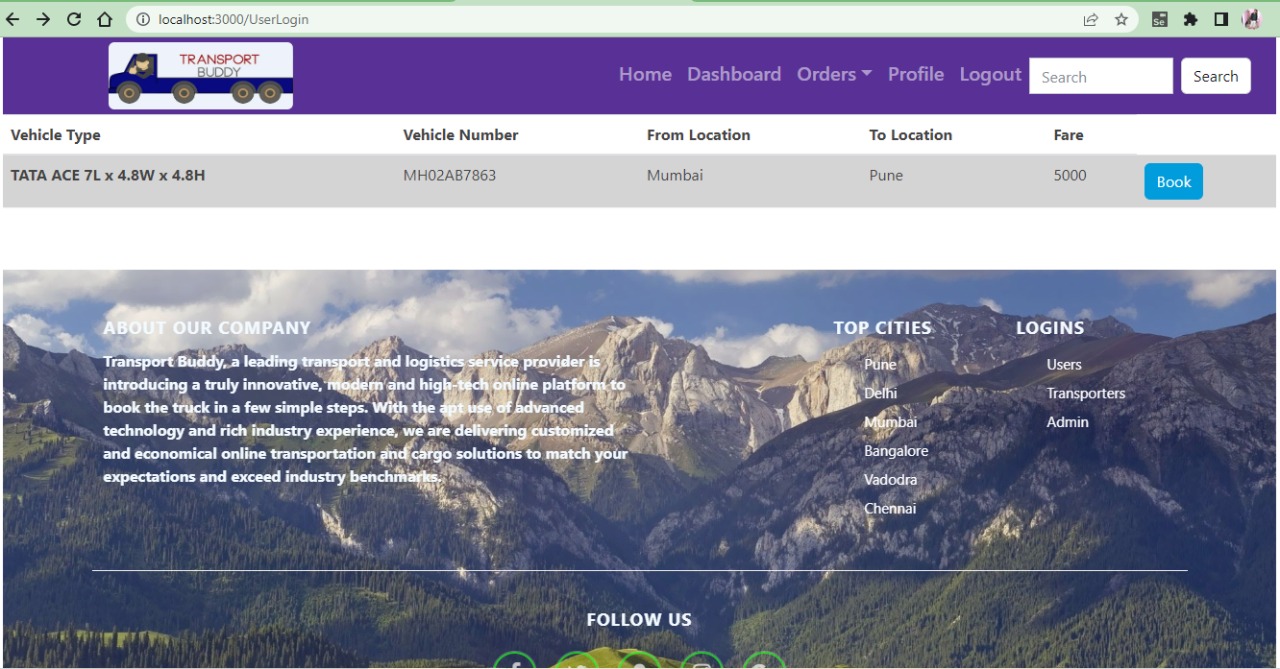 localhost:3000/UserLogin
Se
TRANSPORT
BUDDY
Home Dashboard Orders Profile Logout Search Search
Vehicle Type Vehicle Number From Location To Location Fare
TATA ACE 7L x 4.8W x 4.8H MH02AB7863 Mumbai Pune 5000 Book
ABOUT OUR COMPANY
Transport Buddy, a leading transport and logistics service provider is
introducing a truly innovative, modern and high-tech online platform to
book the truck in a few simple steps. With the apt use of advanced
technology and rich industry experience, we are delivering customized
and economical online transportation and cargo solutions to match your
expectations and exceed industry benchmarks.
TOP CITIES
Pune
Delhi
Mumbai
Bangalore
Vadodra
Chennai
LOGINS
Users
Transporters
Admin
FOLLOW US